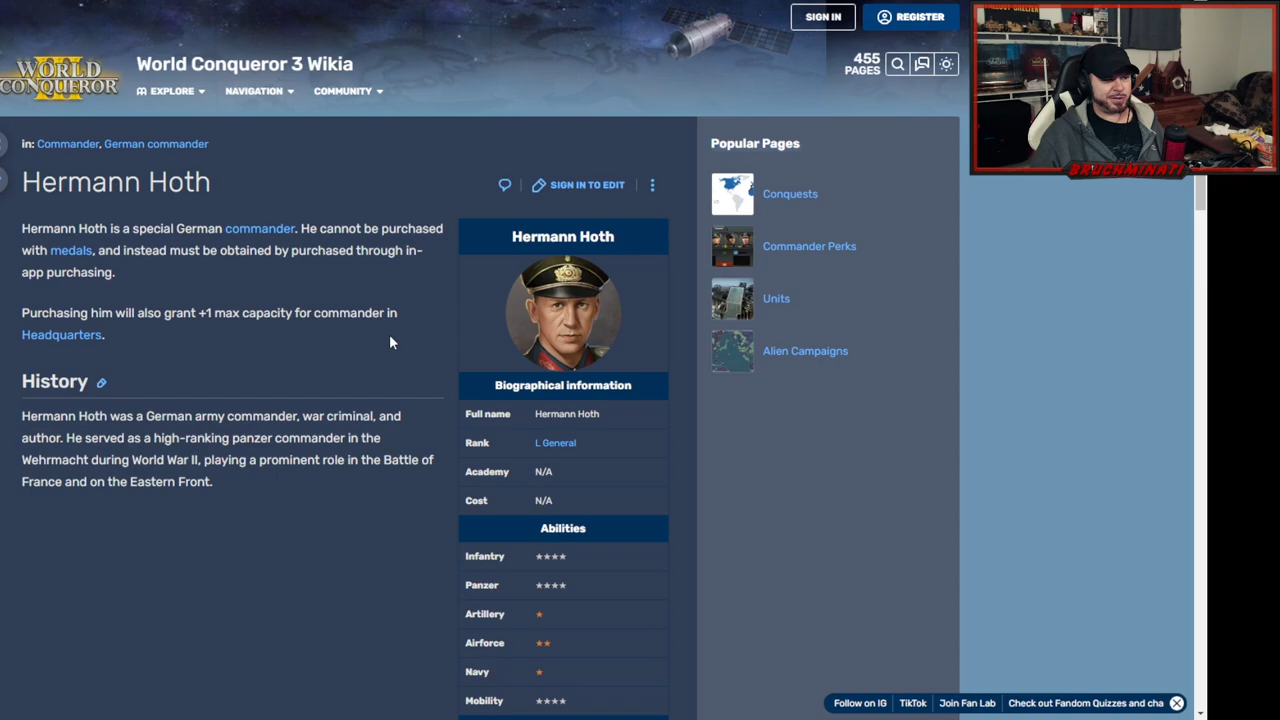 SIGN IN
REGISTER
WORLD CONQUEROR
World Conqueror 3 Wikia
455 PAGES
EXPLORE
NAVIGATION
COMMUNITY
in: Commander, German commander
Hermann Hoth
SIGN IN TO EDIT
Hermann Hoth is a special German commander. He cannot be purchased
with medals, and instead must be obtained by purchased through in-
app purchasing.
Purchasing him will also grant +1 max capacity for commander in
Headquarters.
History
Hermann Hoth was a German army commander, war criminal, and
author. He served as a high-ranking panzer commander in the
Wehrmacht during World War II, playing a prominent role in the Battle of
France and on the Eastern Front.
Hermann Hoth
Biographical information
Full name Hermann Hoth
Rank L General
Academy N/A
Cost N/A
Abilities
Infantry ★★★★
Panzer ★★★★
Artillery ★
Airforce ★★
Navy ★
Mobility ★★★★
Popular Pages
Conquests
Commander Perks
Units
Alien Campaigns
BRUCHMINATI
Follow on IG
TikTok
Join Fan Lab
Check out Fandom Quizzes and cha